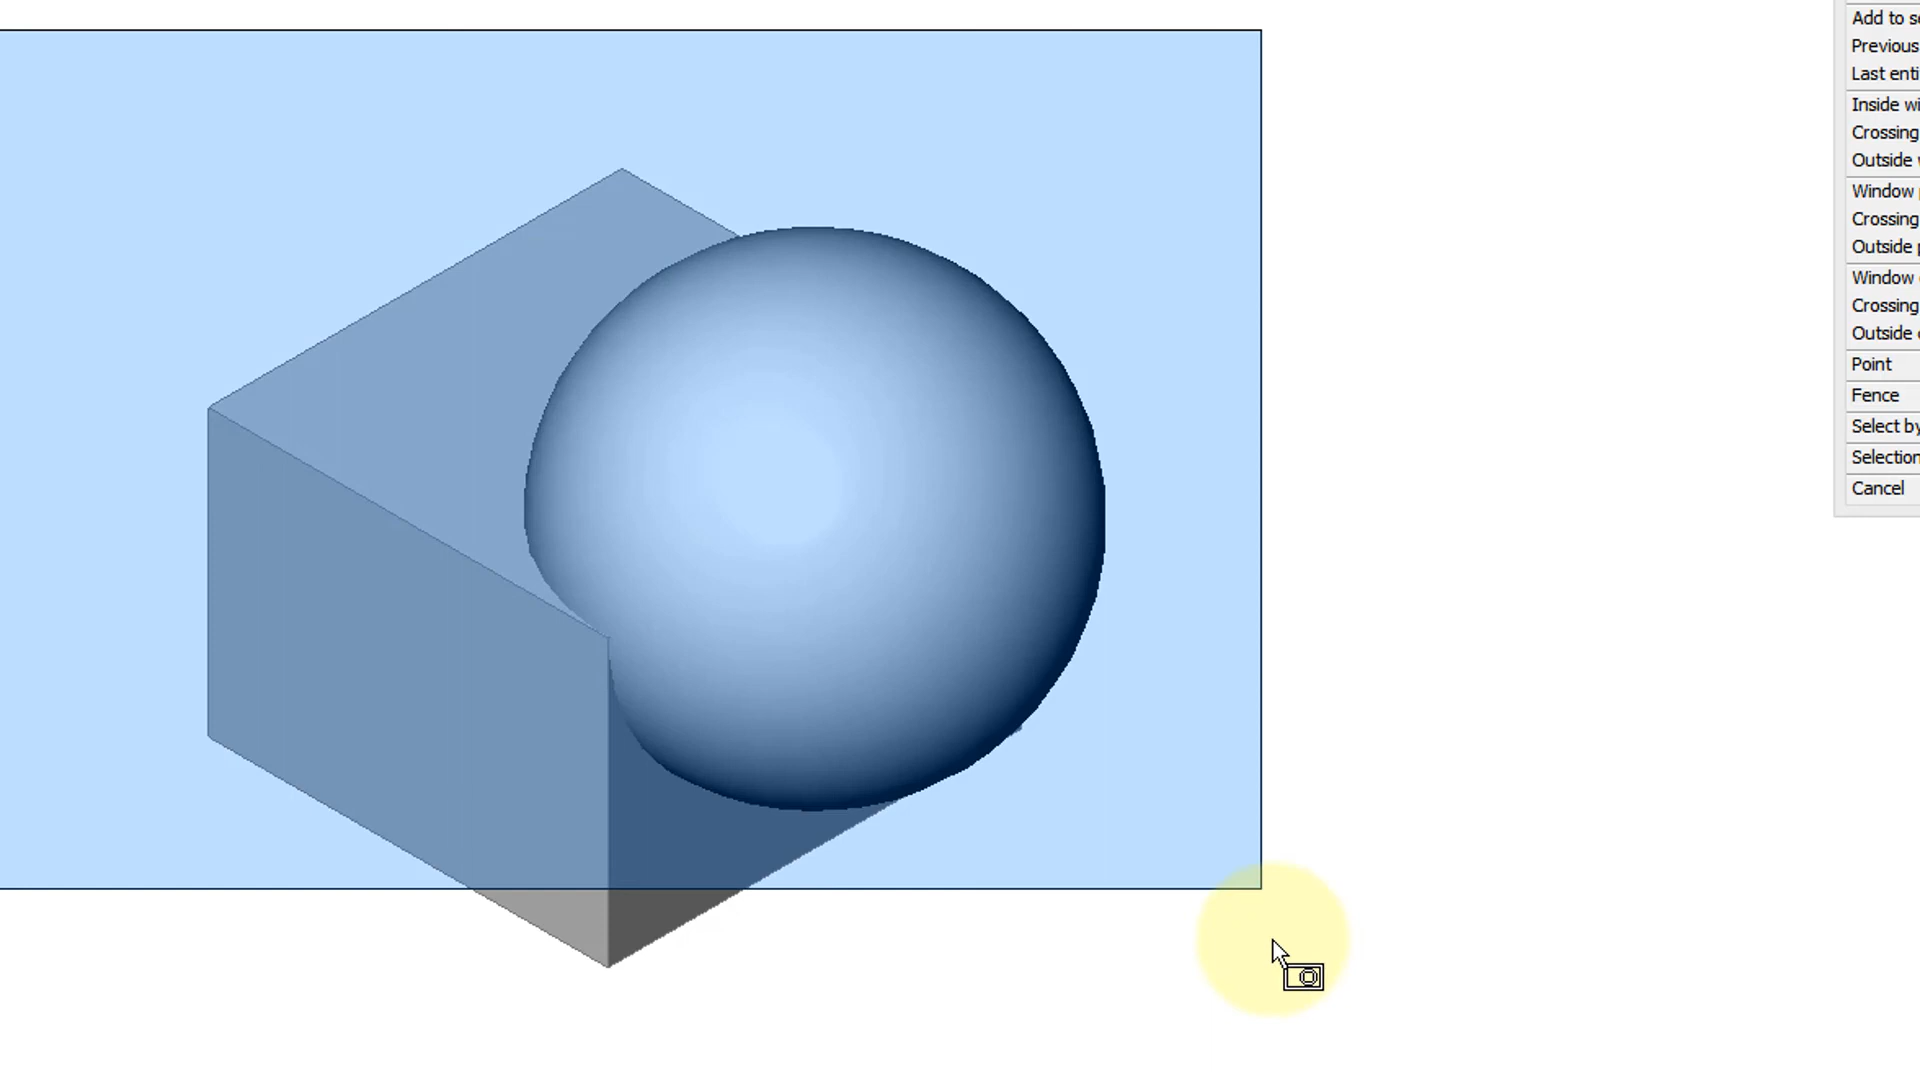 Add to se
Previous
Last enti
Inside wi
Crossing
Outside w
Window p
Crossing
Outside p
Window c
Crossing
Outside c
Point
Fence
Select by
Selection
Cancel